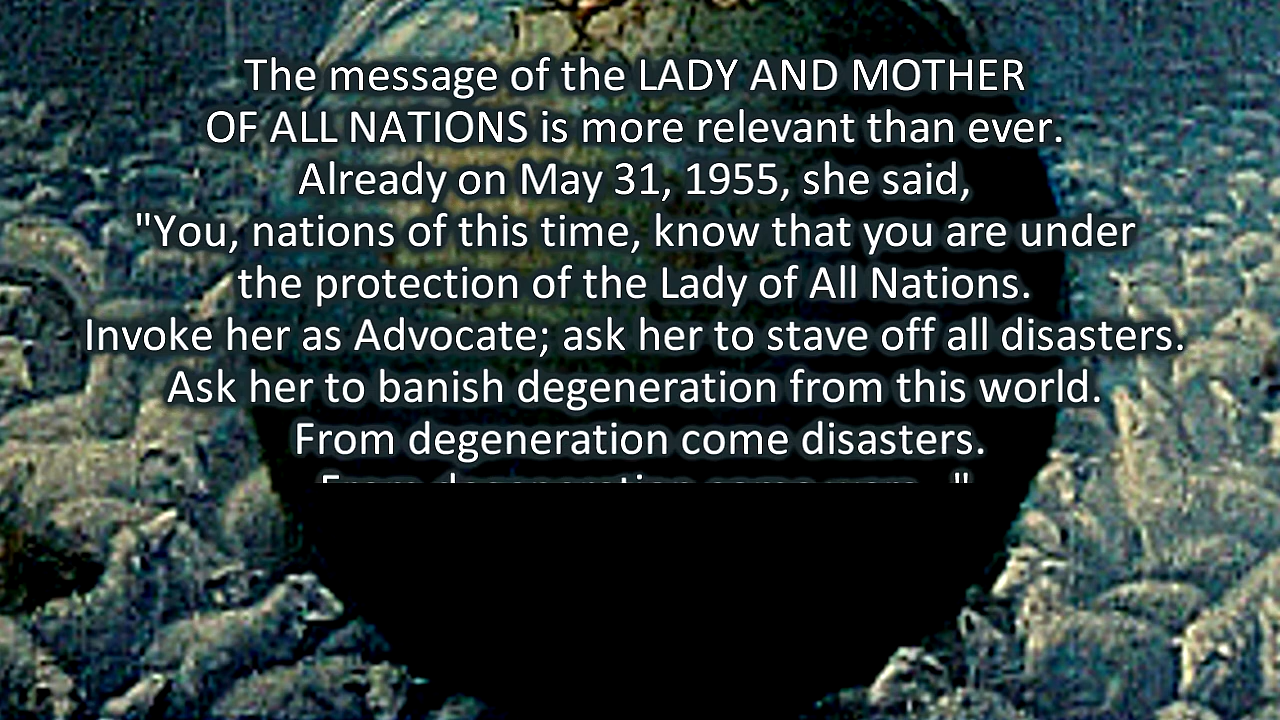 The message of the LADY AND MOTHER
OF ALL NATIONS is more relevant than ever.
Already on May 31, 1955, she said,
"You, nations of this time, know that you are under
the protection of the Lady of All Nations.
Invoke her as Advocate; ask her to stave off all disasters.
Ask her to banish degeneration from this world.
From degeneration come disasters.